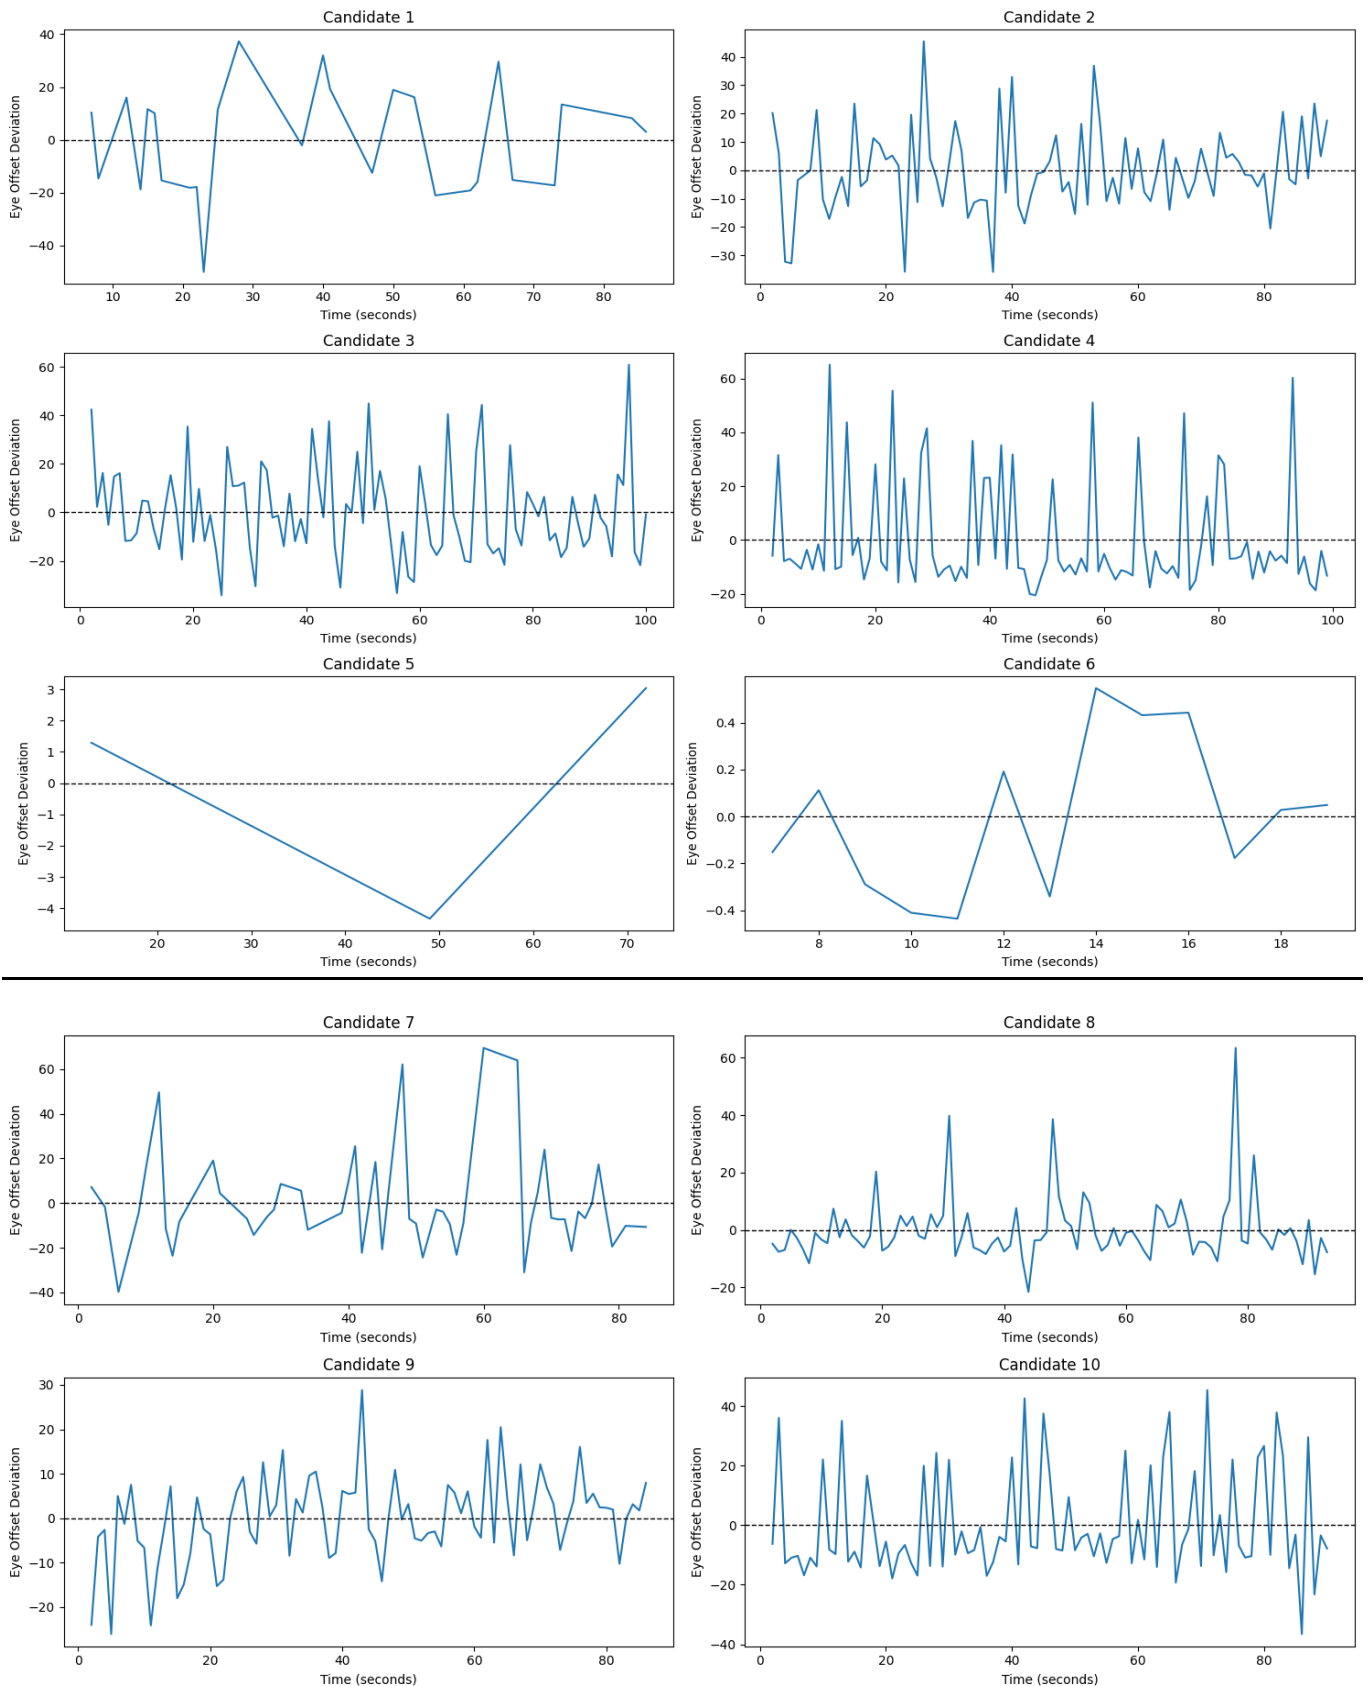 Candidate 1
Candidate 2
40
20
0
−20
−40
Eye Offset Deviation
10 20 30 40 50 60 70 80
Time (seconds)
40
30
20
10
0
−10
−20
−30
Eye Offset Deviation
0 20 40 60 80
Time (seconds)
Candidate 3
Candidate 4
60
40
20
0
−20
Eye Offset Deviation
0 20 40 60 80 100
Time (seconds)
60
40
20
0
−20
Eye Offset Deviation
0 20 40 60 80 100
Time (seconds)
Candidate 5
Candidate 6
3
2
1
0
−1
−2
−3
−4
Eye Offset Deviation
20 30 40 50 60 70
Time (seconds)
0.4
0.2
0.0
−0.2
−0.4
Eye Offset Deviation
8 10 12 14 16 18
Time (seconds)
Candidate 7
Candidate 8
60
40
20
0
−20
−40
Eye Offset Deviation
0 20 40 60 80
Time (seconds)
60
40
20
0
−20
Eye Offset Deviation
0 20 40 60 80
Time (seconds)
Candidate 9
Candidate 10
30
20
10
0
−10
−20
Eye Offset Deviation
0 20 40 60 80
Time (seconds)
40
20
0
−20
−40
Eye Offset Deviation
0 20 40 60 80
Time (seconds)